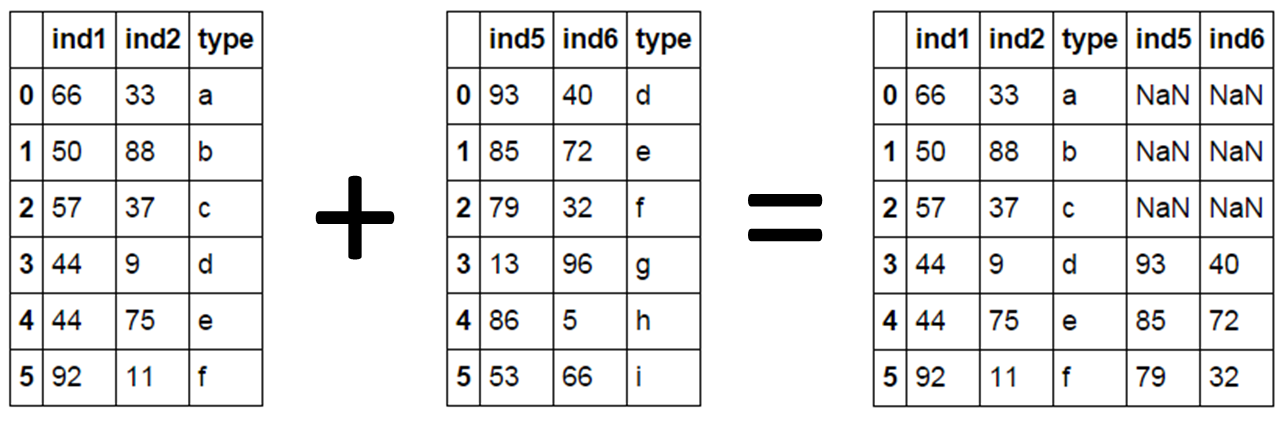 ind1 ind2 type
0 66 33 a
1 50 88 b
2 57 37 c
3 44 9 d
4 44 75 e
5 92 11 f
+
ind5 ind6 type
0 93 40 d
1 85 72 e
2 79 32 f
3 13 96 g
4 86 5 h
5 53 66 i
=
ind1 ind2 type ind5 ind6
0 66 33 a NaN NaN
1 50 88 b NaN NaN
2 57 37 c NaN NaN
3 44 9 d 93 40
4 44 75 e 85 72
5 92 11 f 79 32